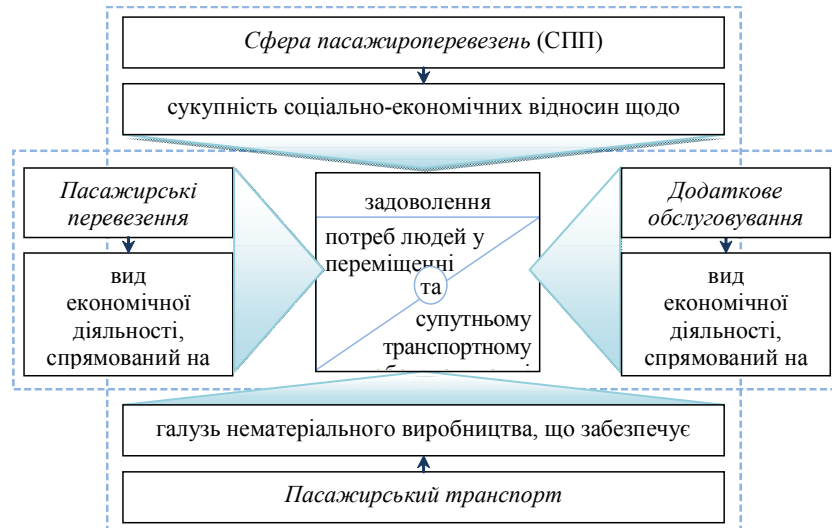 Сфера пасажироперевезень (СПП)
сукупність соціально-економічних відносин щодо
Пасажирські
перевезення
вид
економічної
діяльності,
спрямований на
задоволення
потреб людей у
переміщенні
та
супутньому
транспортному
Додаткове
обслуговування
вид
економічної
діяльності,
спрямований на
галузь нематеріального виробництва, що забезпечує
Пасажирський транспорт